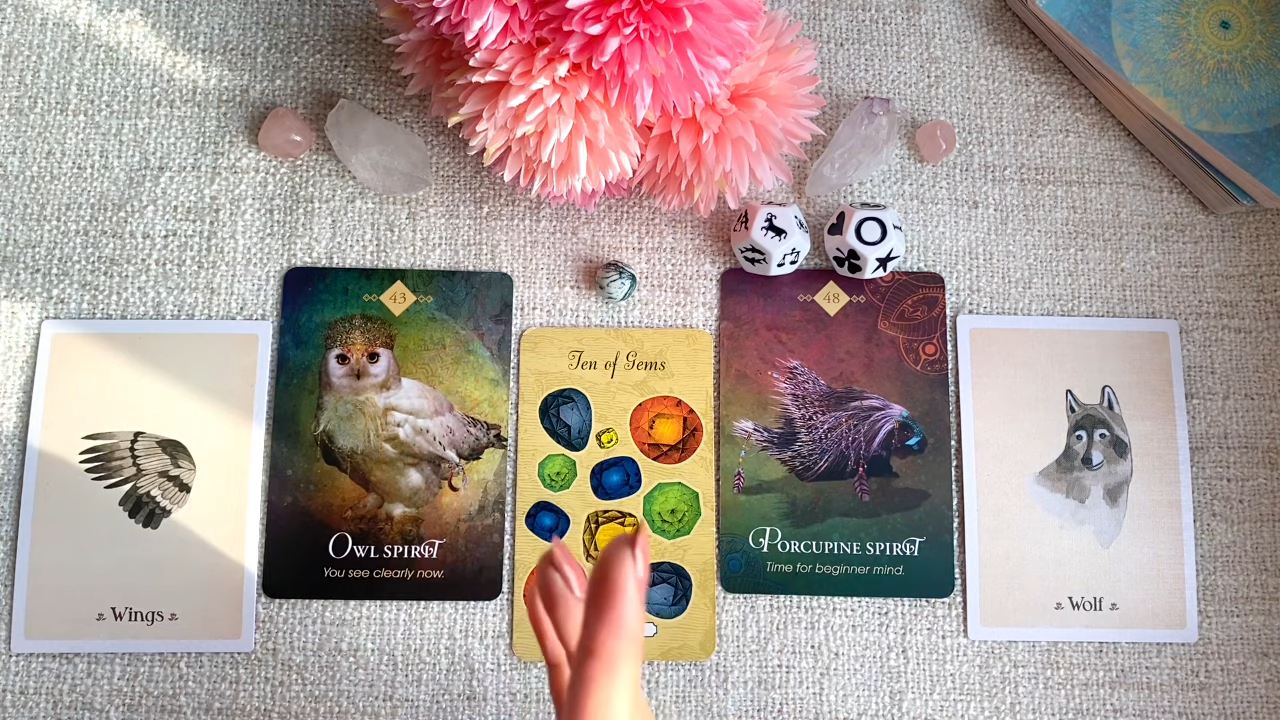 43
48
Ten of Gems
Owl spirit
You see clearly now.
Porcupine spirit
Time for beginner mind.
Wings
Wolf